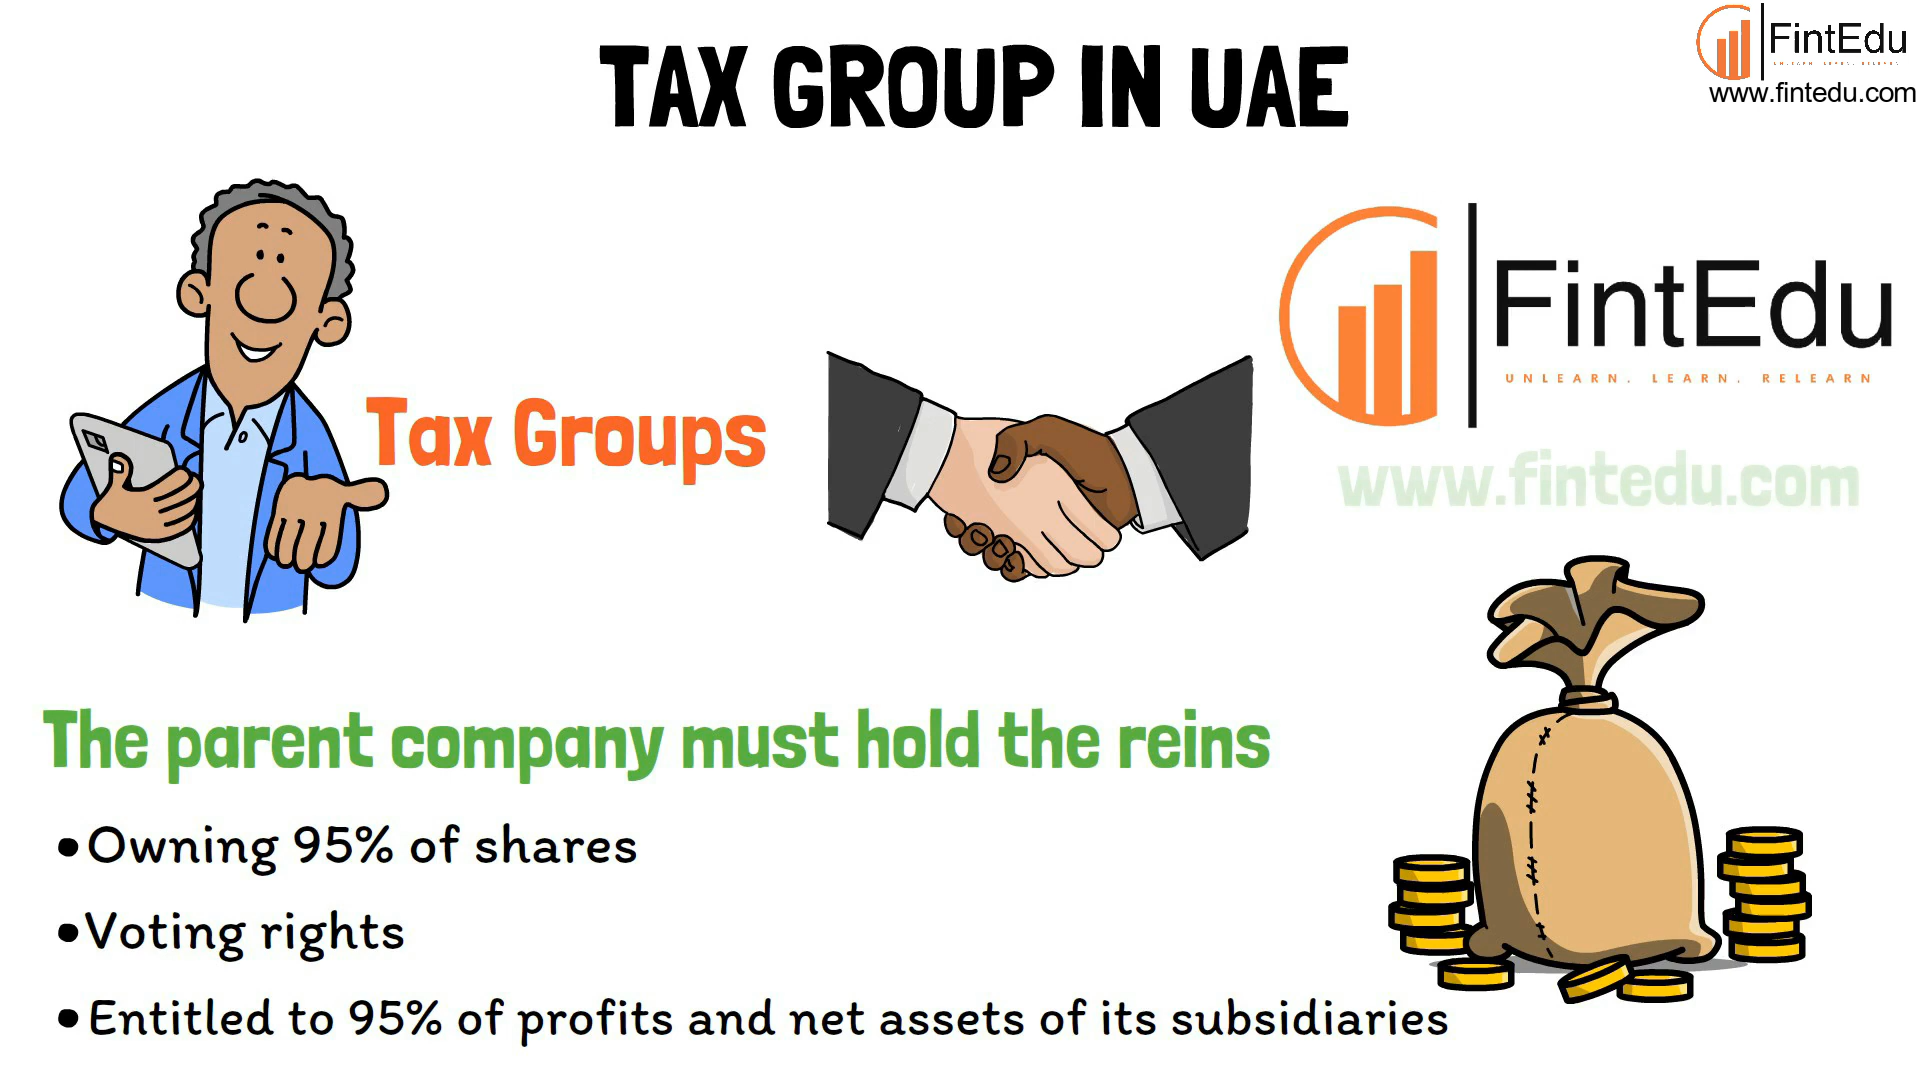 TAX GROUP IN UAE
FintEdu
www.fintedu.com
FintEdu
UNLEARN. LEARN. RELEARN
www.fintedu.com
Tax Groups
The parent company must hold the reins
•Owning 95% of shares
•Voting rights
•Entitled to 95% of profits and net assets of its subsidiaries